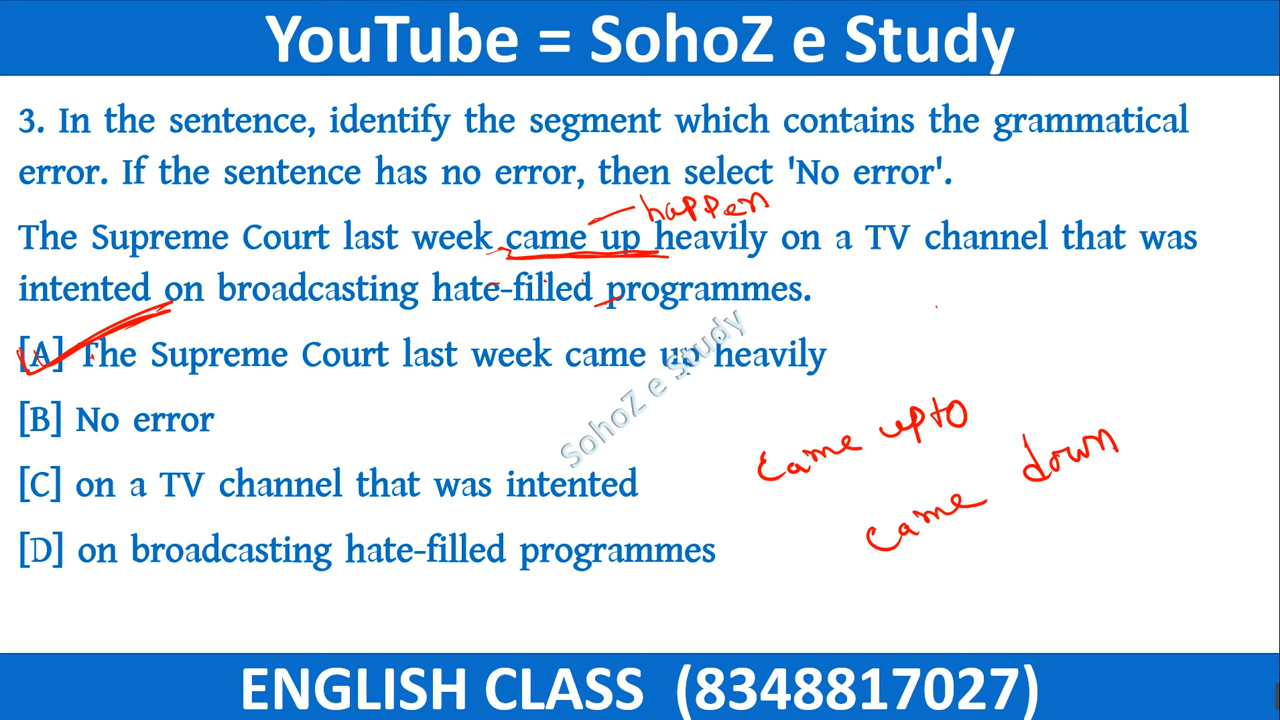 YouTube = SohoZ e Study
3. In the sentence, identify the segment which contains the grammatical
error. If the sentence has no error, then select 'No error'.
happen
The Supreme Court last week came up heavily on a TV channel that was
intented on broadcasting hate-filled programmes.
[A] The Supreme Court last week came up heavily
[B] No error
came upto
came down
[C] on a TV channel that was intented
[D] on broadcasting hate-filled programmes
SohoZ e Study
ENGLISH CLASS (8348817027)